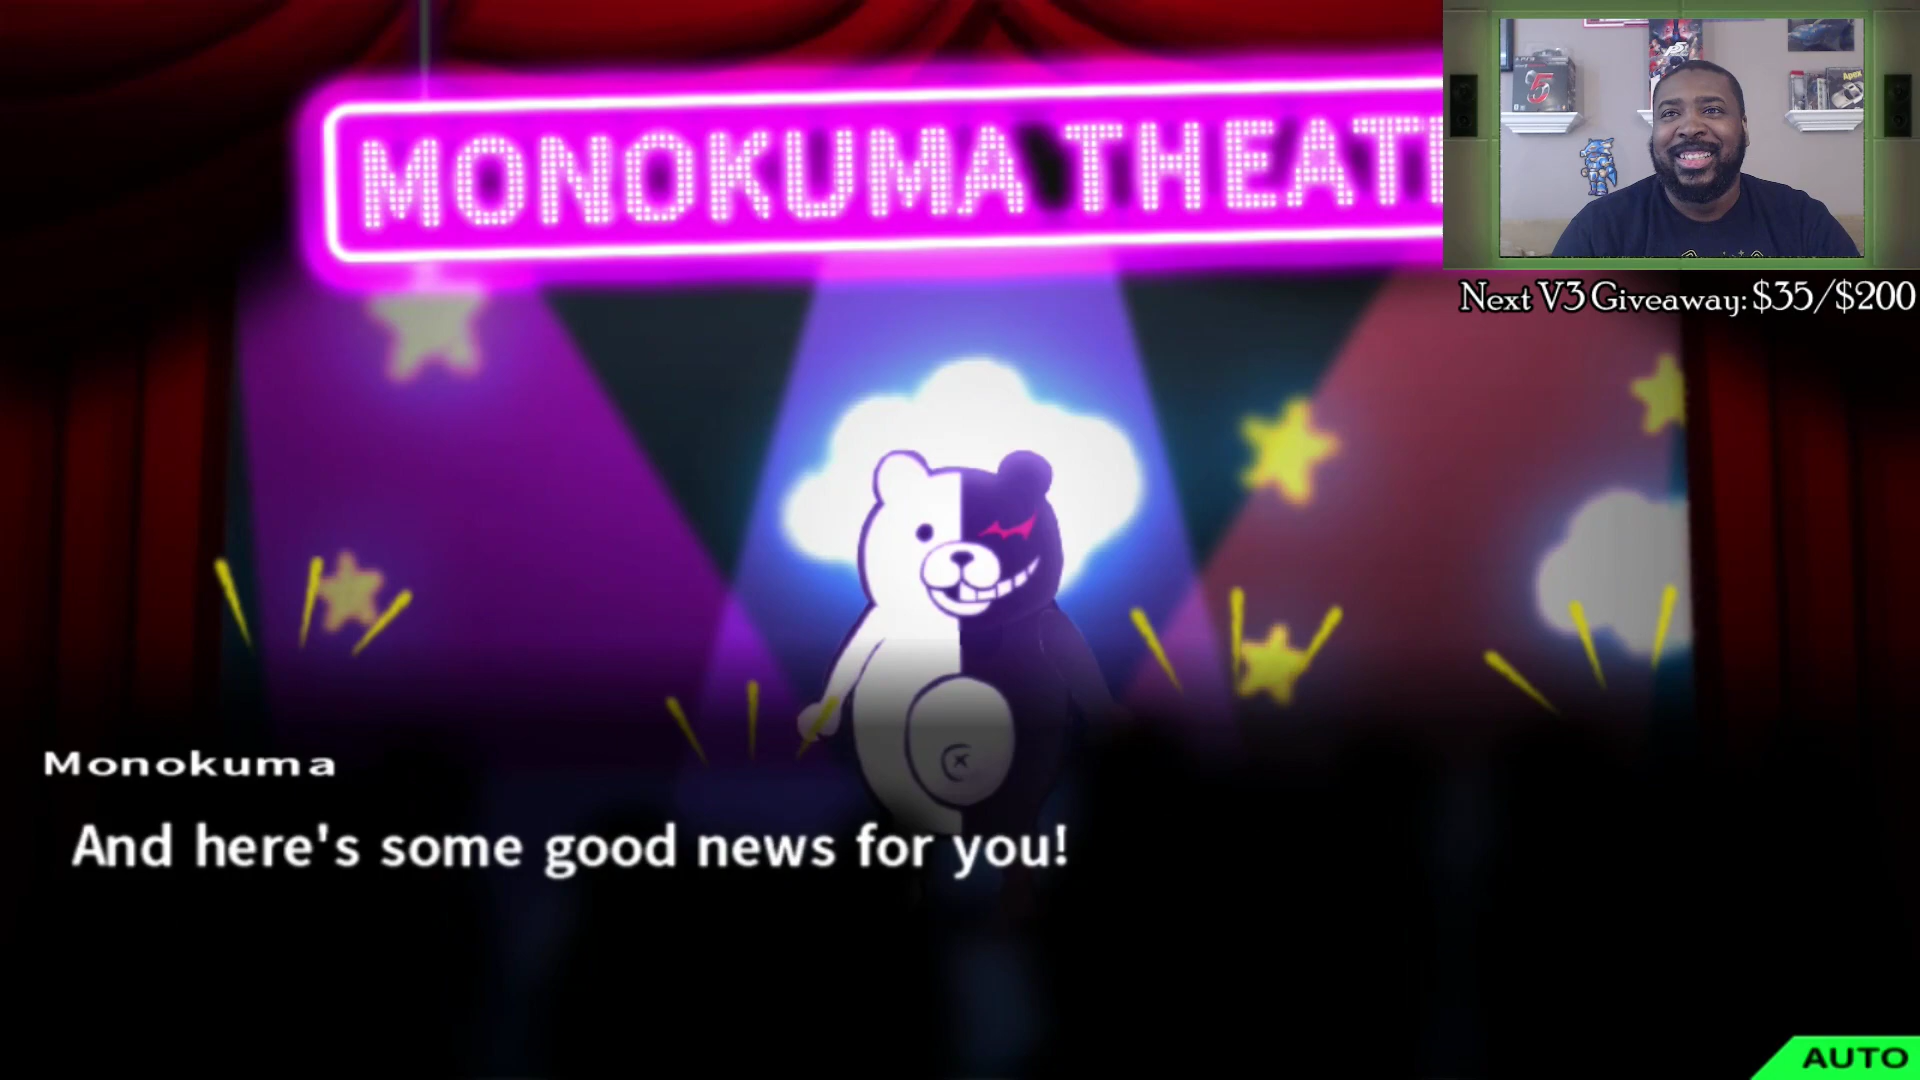 MONOKUMA THEAT
Next V3 Giveaway: $35/$200
Monokuma
And here's some good news for you!
AUTO